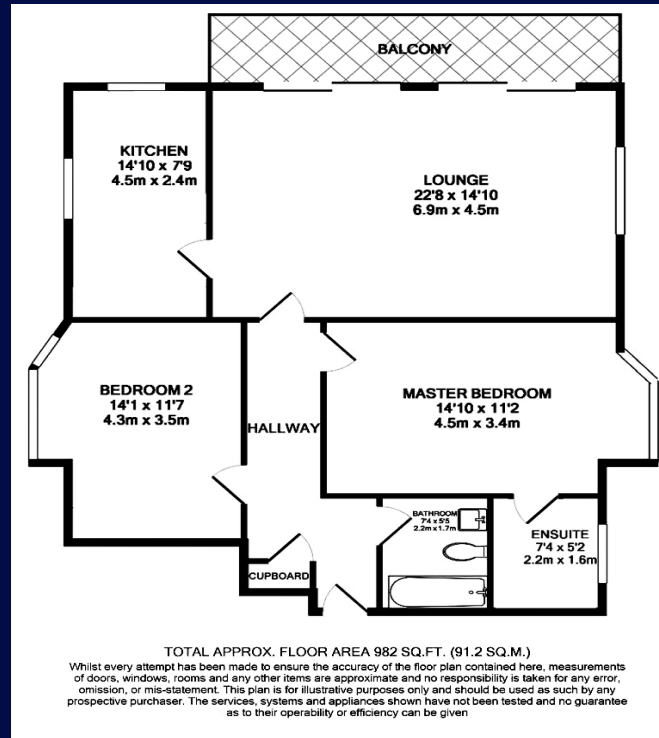 BALCONY
KITCHEN
14'10 x 7'9
4.5m x 2.4m
LOUNGE
22'8 x 14'10
6.9m x 4.5m
BEDROOM 2
14'1 x 11'7
4.3m x 3.5m
HALLWAY
MASTER BEDROOM
14'10 x 11'2
4.5m x 3.4m
BATHROOM
7'4 x 5'5
2.2m x 1.7m
ENSUITE
7'4 x 5'2
2.2m x 1.6m
CUPBOARD
TOTAL APPROX. FLOOR AREA 982 SQ.FT. (91.2 SQ.M.)
Whilst every attempt has been made to ensure the accuracy of the floor plan contained here, measurements
of doors, windows, rooms and any other items are approximate and no responsibility is taken for any error,
omission, or mis-statement. This plan is for illustrative purposes only and should be used as such by any
prospective purchaser. The services, systems and appliances shown have not been tested and no guarantee
as to their operability or efficiency can be given